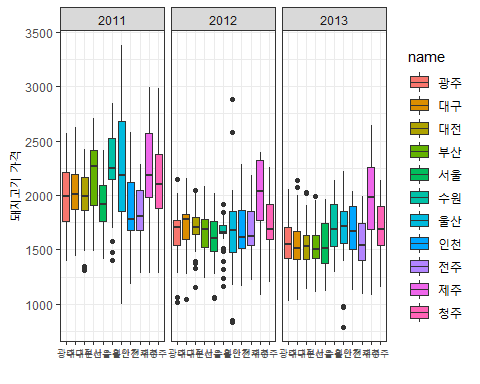 2011 2012 2013
돼지고기 가격
3500
3000
2500
2000
1500
1000
name
광주
대구
대전
부산
서울
수원
울산
인천
전주
제주
청주